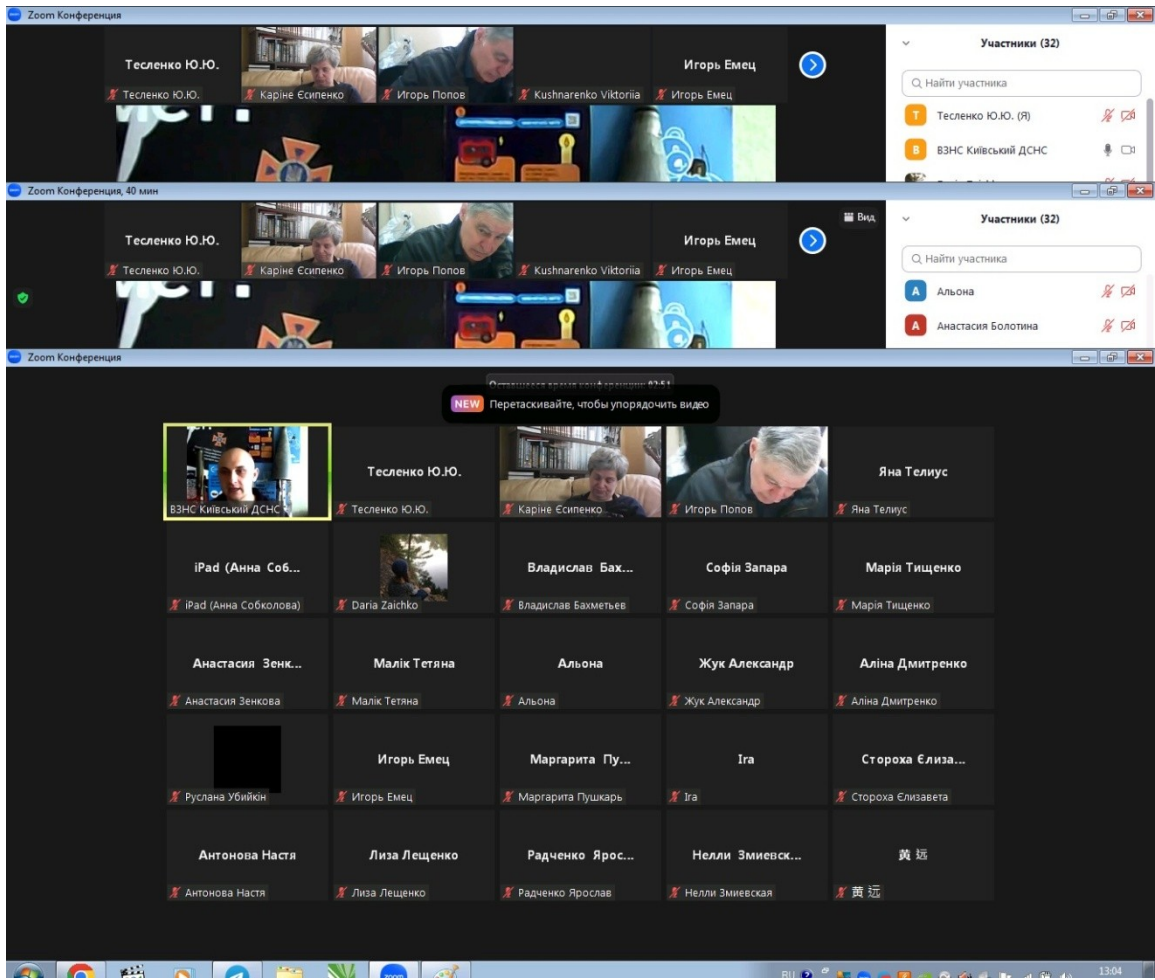 Zoom Конференция
Тесленко Ю.Ю.
Игорь Емец
Тесленко Ю.Ю.
Каріне Єсипенко
Игорь Попов
Kushnarenko Viktoriia
Игорь Емец
Участники (32)
Найти участника
Т Тесленко Ю.Ю. (Я)
В ВЗНС Київський ДСНС
Zoom Конференция, 40 мин
Вид
Тесленко Ю.Ю.
Игорь Емец
Тесленко Ю.Ю.
Каріне Єсипенко
Игорь Попов
Kushnarenko Viktoriia
Игорь Емец
Участники (32)
Найти участника
А Альона
А Анастасия Болотина
Zoom Конференция
NEW Перетаскивайте, чтобы упорядочить видео
Тесленко Ю.Ю.
Яна Телиус
ВЗНС Київський ДСНС
Тесленко Ю.Ю.
Каріне Єсипенко
Игорь Попов
Яна Телиус
iPad (Анна Соб...
Владислав Бах...
Софія Запара
Марія Тищенко
iPad (Анна Собколова)
Daria Zaichko
Владислав Бахметьев
Софія Запара
Марія Тищенко
Анастасия Зенк...
Малік Тетяна
Альона
Жук Александр
Аліна Дмитренко
Анастасия Зенкова
Малік Тетяна
Альона
Жук Александр
Аліна Дмитренко
Игорь Емец
Маргарита Пу...
Ira
Стороха Єлиза...
Руслана Убийкін
Игорь Емец
Маргарита Пушкарь
Ira
Стороха Єлизавета
Антонова Настя
Лиза Лещенко
Радченко Ярос...
Нелли Змиевск...
黄 远
Антонова Настя
Лиза Лещенко
Радченко Ярослав
Нелли Змиевская
黄 远
zoom
RU
13:04